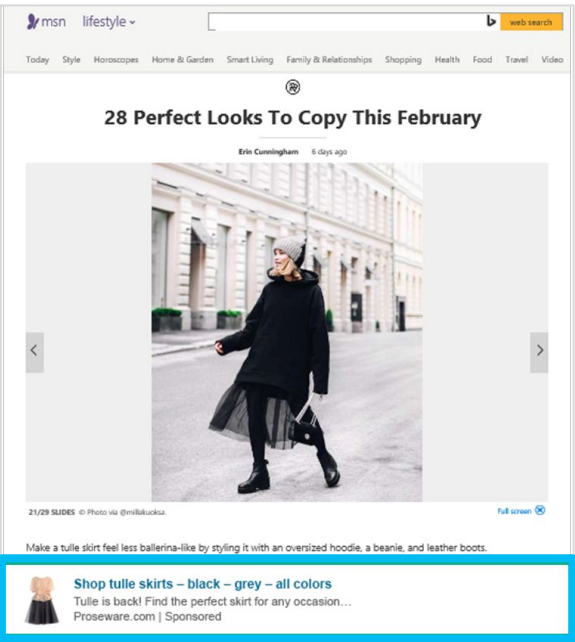 msn lifestyle
web search
Today Style Horoscopes Home & Garden Smart Living Family & Relationships Shopping Health Food Travel Video
28 Perfect Looks To Copy This February
Erin Cunningham 6 days ago
21/29 SLIDES © Photo via @millakuoksa.
Full screen
Make a tulle skirt feel less ballerina-like by styling it with an oversized hoodie, a beanie, and leather boots.
Shop tulle skirts – black – grey – all colors
Tulle is back! Find the perfect skirt for any occasion...
Proseware.com | Sponsored